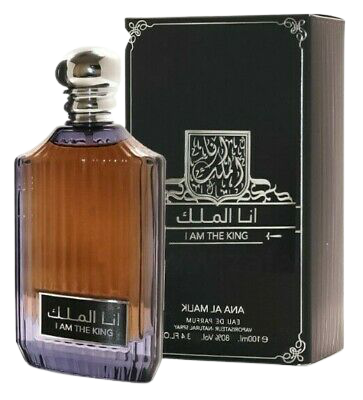 انا الملك
I AM THE KING
ANA AL MALIK
EAU DE PARFUM
VAPORISATEUR-NATURAL SPRAY
℮100ml. 80% Vol. 3.4 FL.O
انا الملك
I AM THE KING